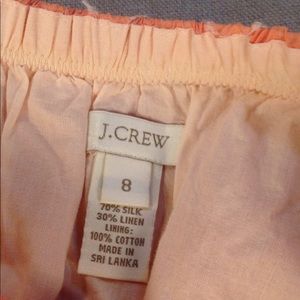 J.CREW
8
70% SILK
30% LINEN
LINING:
100% COTTON
MADE IN
SRI LANKA